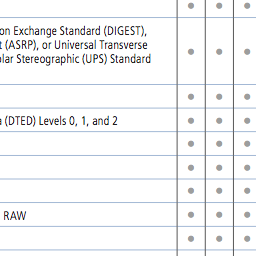 on Exchange Standard (DIGEST),
(ASRP), or Universal Transverse
lar Stereographic (UPS) Standard
(DTED) Levels 0, 1, and 2
RAW